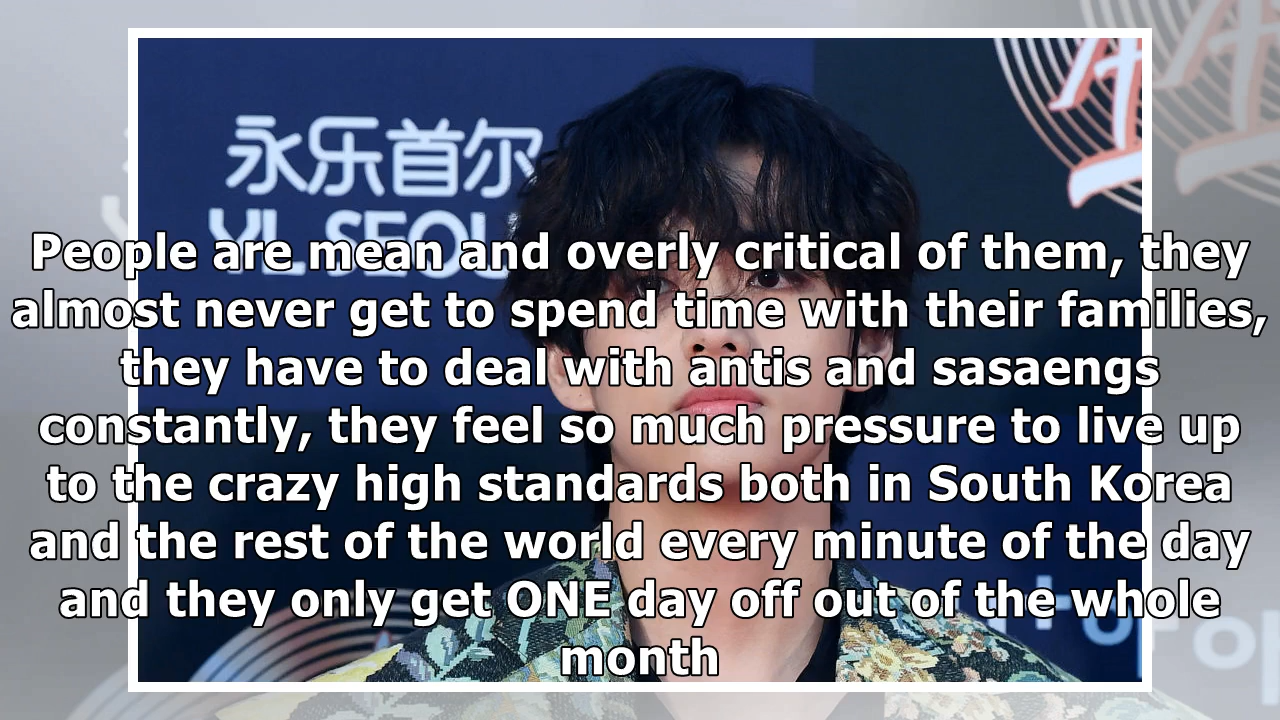 永乐首尔
YL SEOUL
People are mean and overly critical of them, they
almost never get to spend time with their families,
they have to deal with antis and sasaengs
constantly, they feel so much pressure to live up
to the crazy high standards both in South Korea
and the rest of the world every minute of the day
and they only get ONE day off out of the whole
month